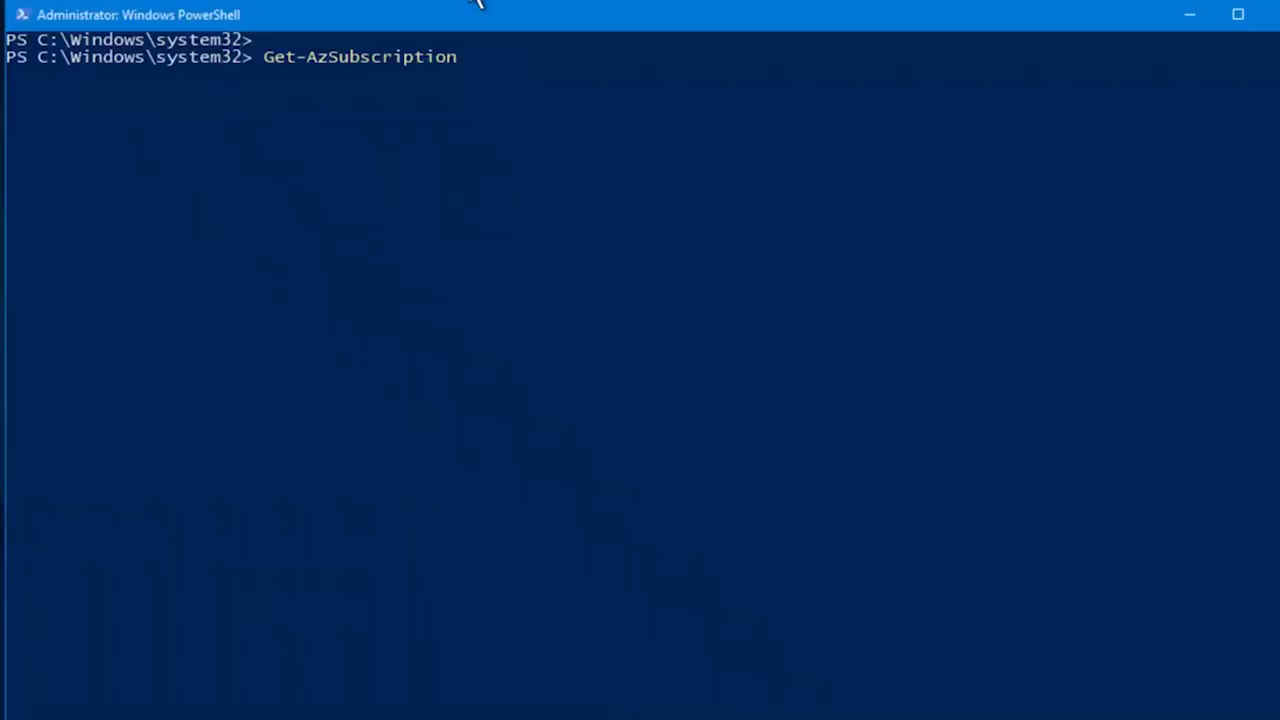 Administrator: Windows PowerShell
PS C:\Windows\system32>
PS C:\Windows\system32> Get-AzSubscription